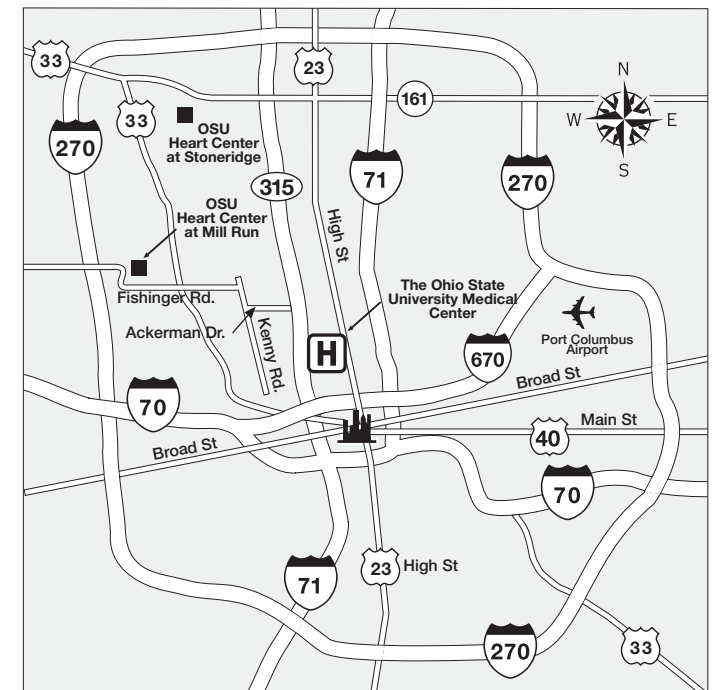 33
23
161
N
W
E
S
33
OSU
Heart Center
at Stoneridge
270
71
270
315
OSU
Heart Center
at Mill Run
High St
The Ohio State
University Medical
Center
Fishinger Rd.
Ackerman Dr.
Kenny Rd.
H
Port Columbus
Airport
670
Broad St
70
Main St
40
Broad St
70
71
23
High St
270
33